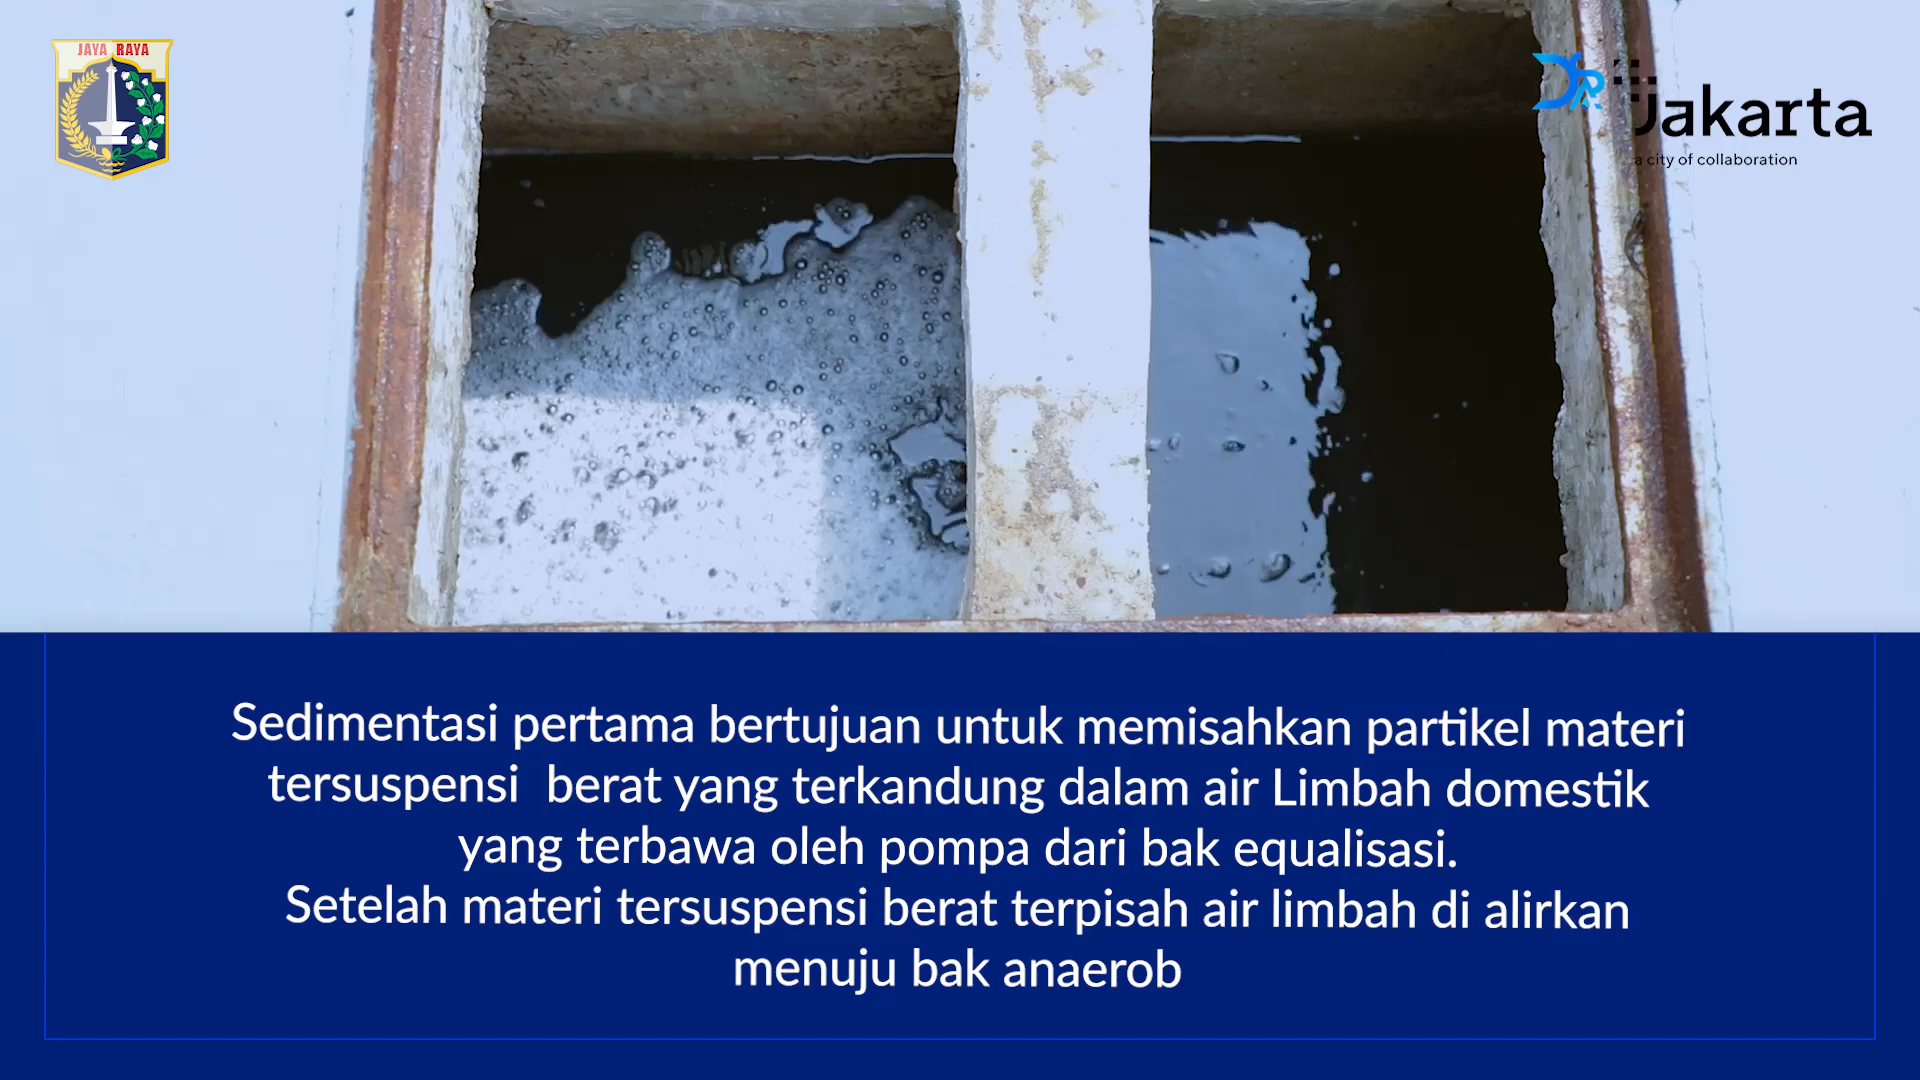 JAYA RAYA
Jakarta
a city of collaboration
Sedimentasi pertama bertujuan untuk memisahkan partikel materi
tersuspensi  berat yang terkandung dalam air Limbah domestik
yang terbawa oleh pompa dari bak equalisasi.
Setelah materi tersuspensi berat terpisah air limbah di alirkan
menuju bak anaerob